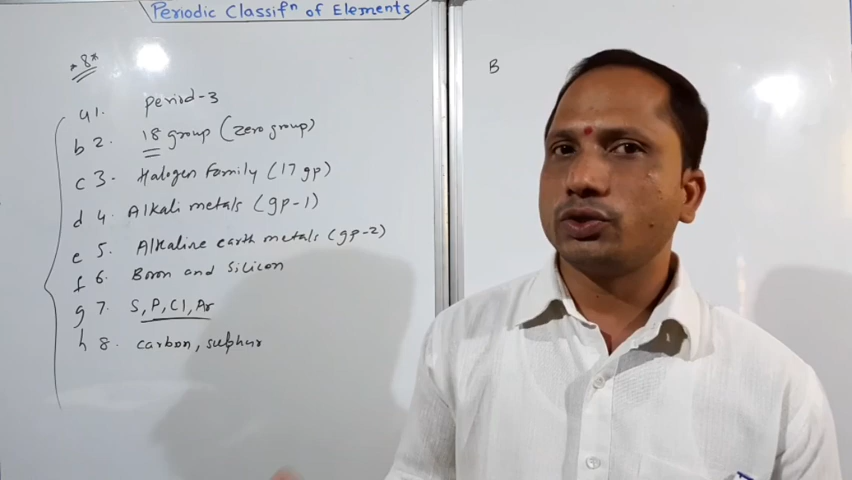 Periodic Classifⁿ of Elements
*8*
a 1. Period-3
b 2. 18 group (zero group)
c 3. Halogen Family (17 gp)
d 4. Alkali metals (gp-1)
e 5. Alkaline earth metals (gp-2)
f 6. Boron and silicon
g 7. S, P, Cl, Ar
h 8. carbon, sulphur
B